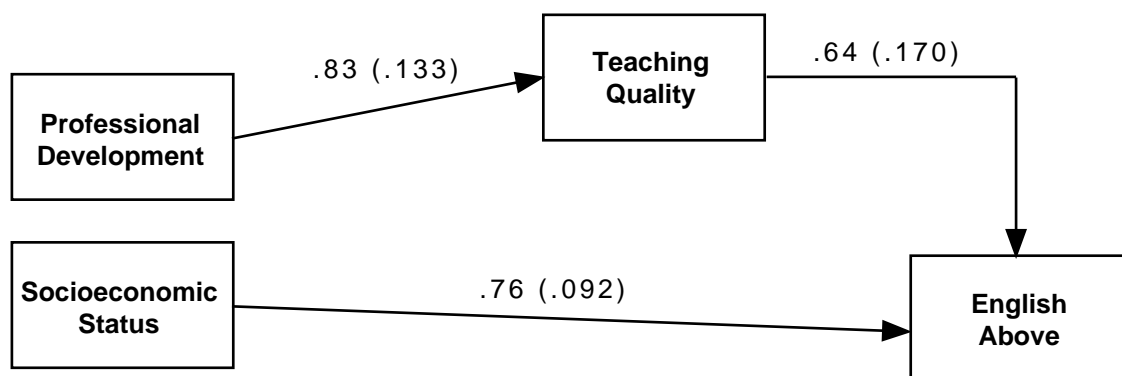 .83 (.133)
Teaching
Quality
.64 (.170)
Professional
Development
Socioeconomic
Status
.76 (.092)
English
Above